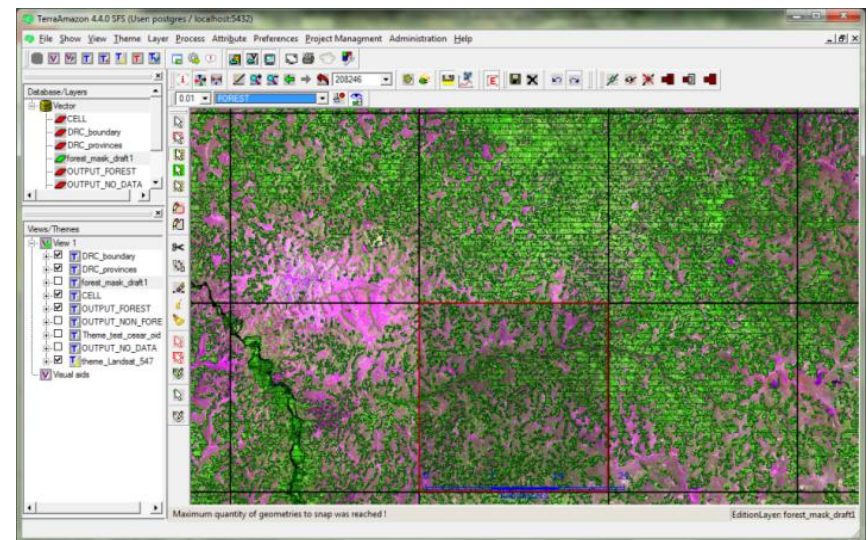 TerraAmazon 4.4.0 SFS (User: postgres / localhost:5432)
File Show View Theme Layer Process Attribute Preferences Project Managment Administration Help
208246
Database/Layers
0.01 FOREST
Vector
CELL
DRC_boundary
DRC_provinces
forest_mask_draft1
OUTPUT_FOREST
OUTPUT_NO_DATA
Views/Themes
View 1
DRC_boundary
DRC_provinces
forest_mask_draft1
CELL
OUTPUT_FOREST
OUTPUT_NON_FORE
OUTPUT_NO_DATA
theme_Landsat_547
Visual aids
Maximum quantity of geometries to snap was reached !
EditionLayer: forest_mask_draft1